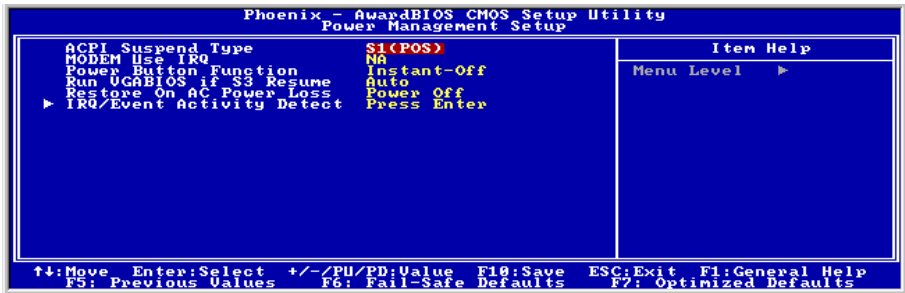 Phoenix - AwardBIOS CMOS Setup Utility
Power Management Setup
ACPI Suspend Type S1(POS)
MODEM Use IRQ NA
Power Button Function Instant-Off
Run VGABIOS if S3 Resume Auto
Restore On AC Power Loss Power Off
► IRQ/Event Activity Detect Press Enter
Item Help
Menu Level ►
↑↓:Move Enter:Select +/-/PU/PD:Value F10:Save ESC:Exit F1:General Help
F5: Previous Values F6: Fail-Safe Defaults F7: Optimized Defaults